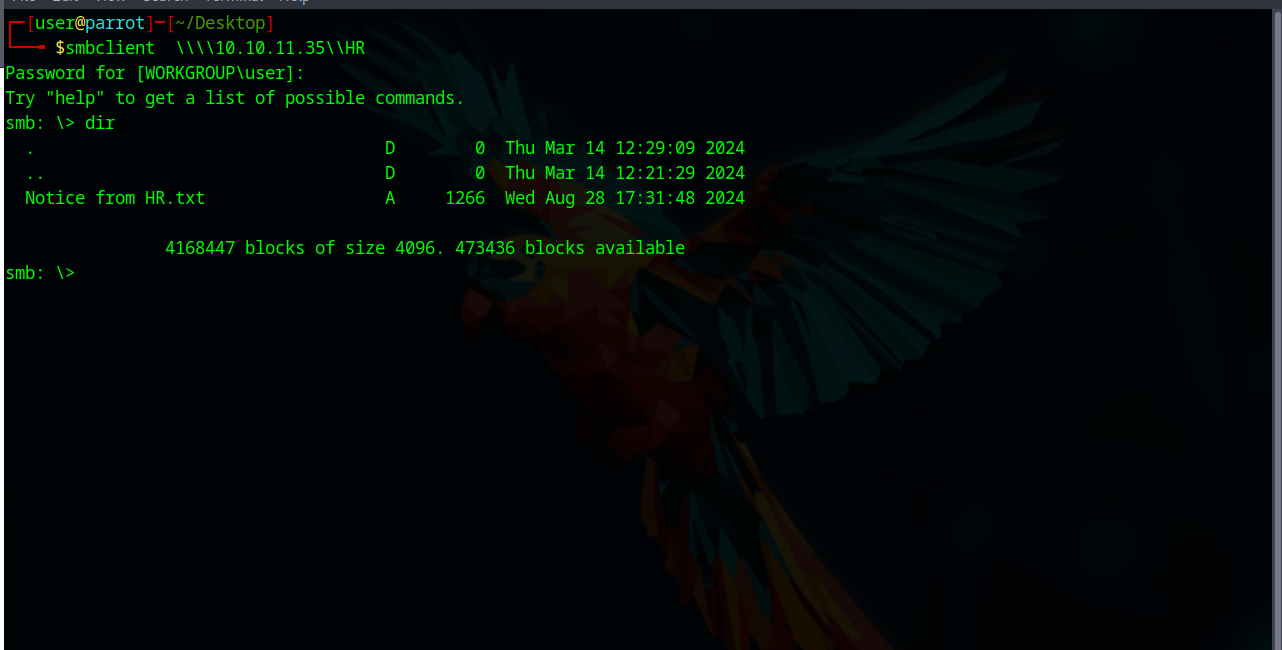 ┌─[user@parrot]─[~/Desktop]
└──╼ $smbclient  \\\\10.10.11.35\\HR
Password for [WORKGROUP\user]:
Try "help" to get a list of possible commands.
smb: \> dir
  .                                   D        0  Thu Mar 14 12:29:09 2024
  ..                                  D        0  Thu Mar 14 12:21:29 2024
  Notice from HR.txt                  A     1266  Wed Aug 28 17:31:48 2024
                4168447 blocks of size 4096. 473436 blocks available
smb: \>